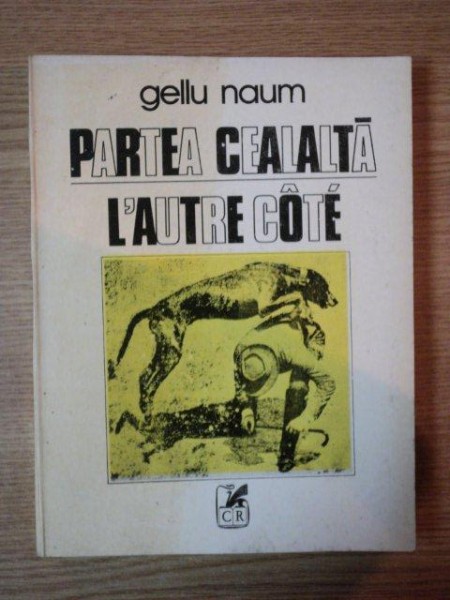 gellu naum
PARTEA CEALALTĂ
L'AUTRE CÔTÉ
CR